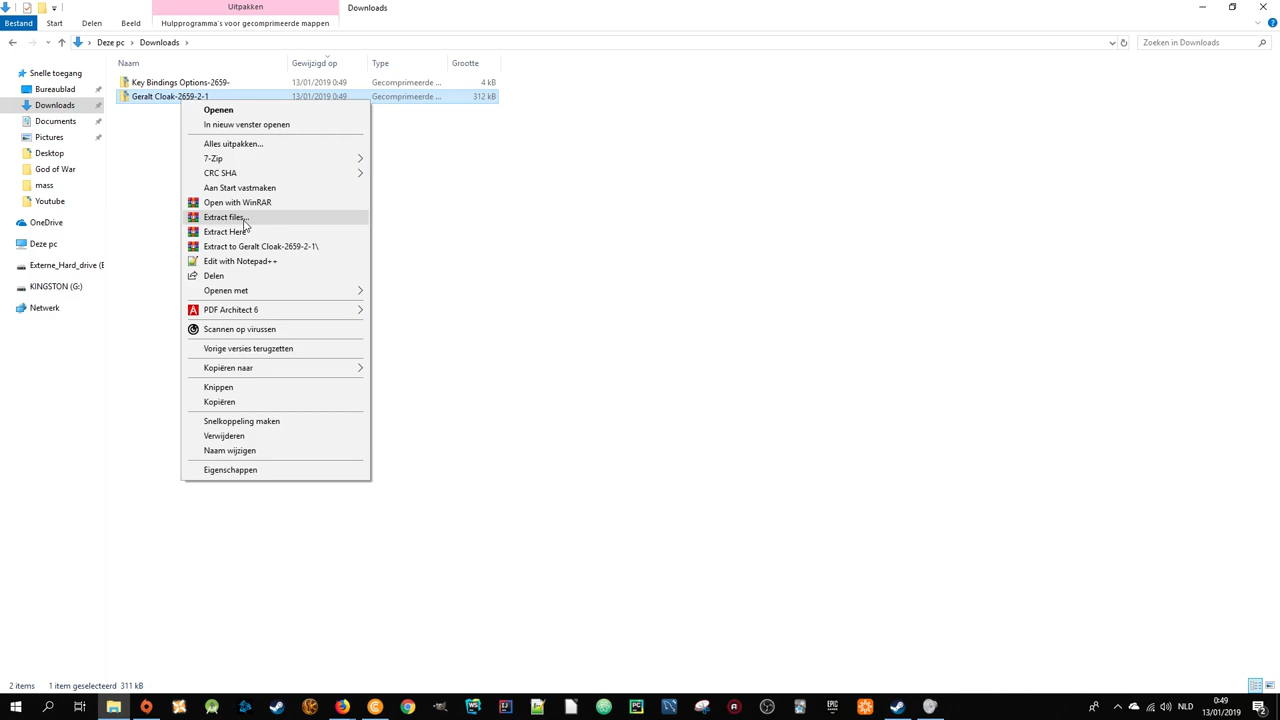 Uitpakken
Downloads
Bestand Start Delen Beeld Hulpprogramma's voor gecomprimeerde mappen
Deze pc Downloads Zoeken in Downloads
Naam Gewijzigd op Type Grootte
Snelle toegang
Bureaublad
Downloads
Documents
Pictures
Desktop
God of War
mass
Youtube
OneDrive
Deze pc
Externe_Hard_drive (E
KINGSTON (G:)
Netwerk
Key Bindings Options-2659- 13/01/2019 0:49 Gecomprimeerde ... 4 kB
Geralt Cloak-2659-2-1 13/01/2019 0:49 Gecomprimeerde ... 312 kB
Openen
In nieuw venster openen
Alles uitpakken...
7-Zip
CRC SHA
Aan Start vastmaken
Open with WinRAR
Extract files...
Extract Here
Extract to Geralt Cloak-2659-2-1\
Edit with Notepad++
Delen
Openen met
PDF Architect 6
Scannen op virussen
Vorige versies terugzetten
Kopiëren naar
Knippen
Kopiëren
Snelkoppeling maken
Verwijderen
Naam wijzigen
Eigenschappen
2 items 1 item geselecteerd 311 kB
NLD
0:49
13/01/2019